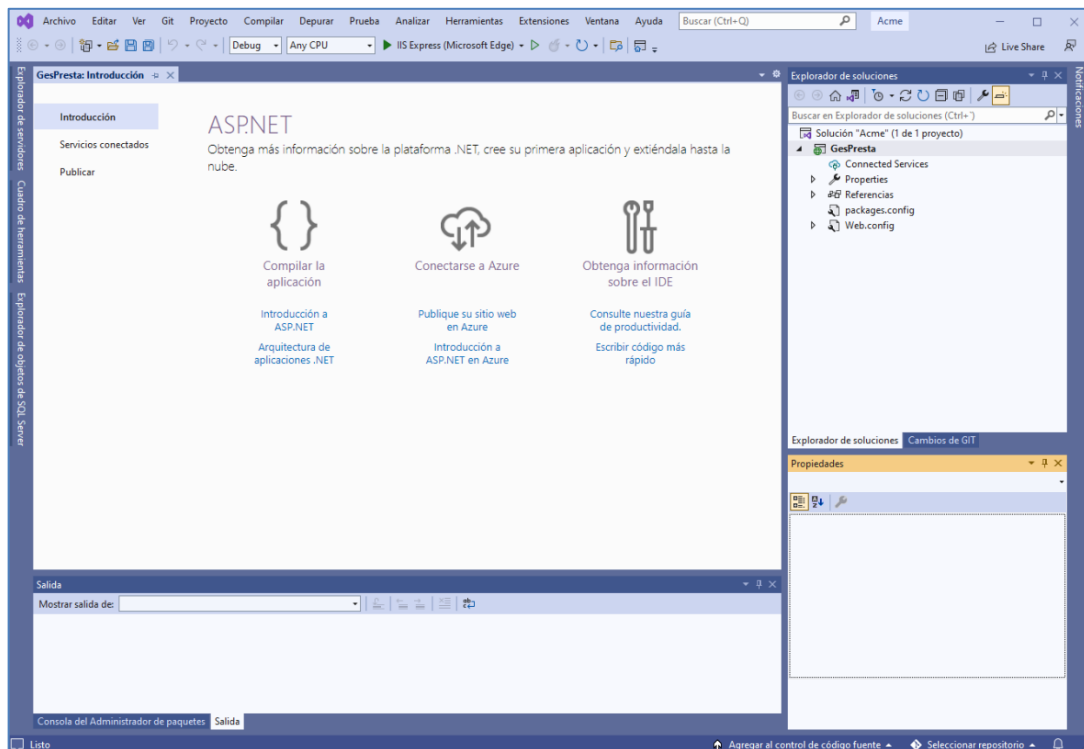 Archivo Editar Ver Git Proyecto Compilar Depurar Prueba Analizar Herramientas Extensiones Ventana Ayuda Buscar (Ctrl+Q) Acme
Debug Any CPU IIS Express (Microsoft Edge) Live Share
Explorador de servidores
Cuadro de herramientas
Explorador de objetos de SQL Server
GesPresta: Introducción
Introducción
Servicios conectados
Publicar
ASP.NET
Obtenga más información sobre la plataforma .NET, cree su primera aplicación y extiéndala hasta la
nube.
Compilar la
aplicación
Introducción a
ASP.NET
Arquitectura de
aplicaciones .NET
Conectarse a Azure
Publique su sitio web
en Azure
Introducción a
ASP.NET en Azure
Obtenga información
sobre el IDE
Consulte nuestra guía
de productividad.
Escribir código más
rápido
Salida
Mostrar salida de:
Consola del Administrador de paquetes Salida
Explorador de soluciones
Buscar en Explorador de soluciones (Ctrl+¨)
Solución "Acme" (1 de 1 proyecto)
GesPresta
Connected Services
Properties
Referencias
packages.config
Web.config
Explorador de soluciones Cambios de GIT
Propiedades
Notificaciones
Listo Agregar al control de código fuente Seleccionar repositorio